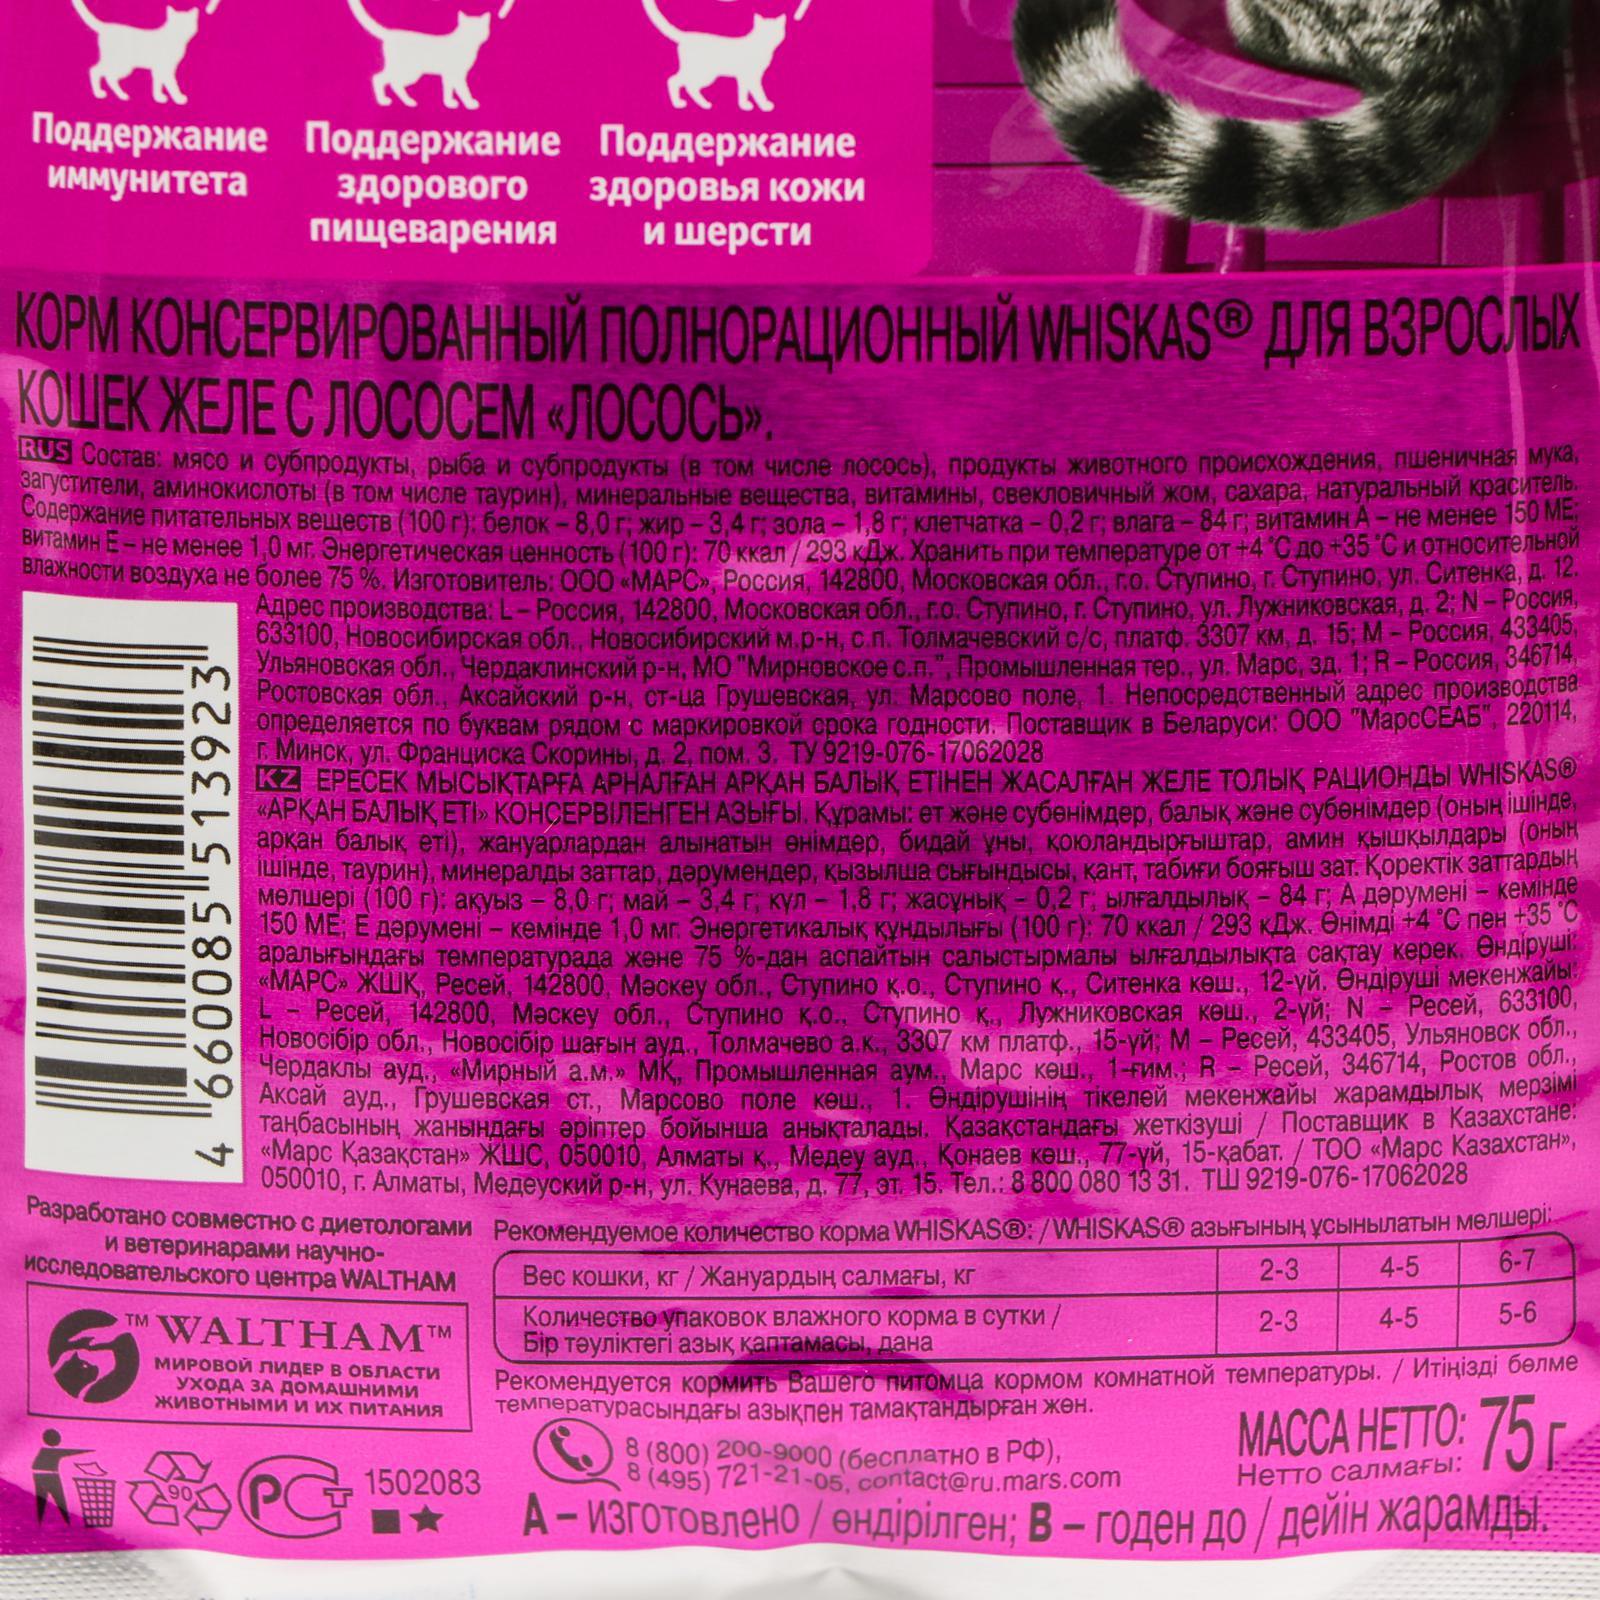 Поддержание
иммунитета
Поддержание
здорового
пищеварения
Поддержание
здоровья кожи
и шерсти
КОРМ КОНСЕРВИРОВАННЫЙ ПОЛНОРАЦИОННЫЙ WHISKAS® ДЛЯ ВЗРОСЛЫХ
КОШЕК ЖЕЛЕ С ЛОСОСЕМ «ЛОСОСЬ».
RUS Состав: мясо и субпродукты, рыба и субпродукты (в том числе лосось), продукты животного происхождения, пшеничная мука,
загустители, аминокислоты (в том числе таурин), минеральные вещества, витамины, свекловичный жом, сахара, натуральный краситель.
Содержание питательных веществ (100 г): белок – 8,0 г; жир – 3,4 г; зола – 1,8 г; клетчатка – 0,2 г; влага – 84 г; витамин А – не менее 150 МЕ;
витамин Е – не менее 1,0 мг. Энергетическая ценность (100 г): 70 ккал / 293 кДж. Хранить при температуре от +4 °С до +35 °С и относительной
влажности воздуха не более 75 %. Изготовитель: ООО «МАРС», Россия, 142800, Московская обл., г.о. Ступино, г. Ступино, ул. Ситенка, д. 12.
Адрес производства: L – Россия, 142800, Московская обл., г.о. Ступино, г. Ступино, ул. Лужниковская, д. 2; N – Россия,
633100, Новосибирская обл., Новосибирский м.р-н, с.п. Толмачевский с/с, платф. 3307 км, д. 15; M – Россия, 433405,
Ульяновская обл., Чердаклинский р-н, МО "Мирновское с.п.", Промышленная тер., ул. Марс, зд. 1; R – Россия, 346714,
Ростовская обл., Аксайский р-н, ст-ца Грушевская, ул. Марсово поле, 1. Непосредственный адрес производства
определяется по буквам рядом с маркировкой срока годности. Поставщик в Беларуси: ООО "МарсСЕАБ", 220114,
г. Минск, ул. Франциска Скорины, д. 2, пом. 3. ТУ 9219-076-17062028
KZ ЕРЕСЕК МЫСЫҚТАРҒА АРНАЛҒАН АРҚАН БАЛЫҚ ЕТІНЕН ЖАСАЛҒАН ЖЕЛЕ ТОЛЫҚ РАЦИОНДЫ WHISKAS®
«АРҚАН БАЛЫҚ ЕТІ» КОНСЕРВІЛЕНГЕН АЗЫҒЫ. Құрамы: ет және субөнімдер, балық және субөнімдер (оның ішінде,
арқан балық еті), жануарлардан алынатын өнімдер, бидай ұны, қоюландырғыштар, амин қышқылдары (оның
ішінде, таурин), минералды заттар, дәрумендер, қызылша сығындысы, қант, табиғи бояғыш зат. Қоректік заттардың
мөлшері (100 г): ақуыз – 8,0 г; май – 3,4 г; күл – 1,8 г; жасұнық – 0,2 г; ылғалдылық – 84 г; А дәрумені – кемінде
150 МЕ; Е дәрумені – кемінде 1,0 мг. Энергетикалық құндылығы (100 г): 70 ккал / 293 кДж. Өнімді +4 °С пен +35 °С
аралығындағы температурада және 75 %-дан аспайтын салыстырмалы ылғалдылықта сақтау керек. Өндіруші:
«МАРС» ЖШҚ, Ресей, 142800, Мәскеу обл., Ступино қ.о., Ступино қ., Ситенка көш., 12-үй. Өндіруші мекенжайы:
L – Ресей, 142800, Мәскеу обл., Ступино қ.о., Ступино қ., Лужниковская көш., 2-үй; N – Ресей, 633100,
Новосібір обл., Новосібір шағын ауд., Толмачево а.к., 3307 км платф., 15-үй; M – Ресей, 433405, Ульяновск обл.,
Чердаклы ауд., «Мирный а.м.» МҚ, Промышленная аум., Марс көш., 1-ғим.; R – Ресей, 346714, Ростов обл.,
Аксай ауд., Грушевская ст., Марсово поле көш., 1. Өндірушінің тікелей мекенжайы жарамдылық мерзімі
таңбасының жанындағы әріптер бойынша анықталады. Қазақстандағы жеткізуші / Поставщик в Казахстане:
«Марс Қазақстан» ЖШС, 050010, Алматы қ., Медеу ауд., Қонаев көш., 77-үй, 15-қабат. / ТОО «Марс Казахстан»,
050010, г. Алматы, Медеуский р-н, ул. Кунаева, д. 77, эт. 15. Тел.: 8 800 080 13 31. ТШ 9219-076-17062028
4 660085 513923
Разработано совместно с диетологами
и ветеринарами научно-
исследовательского центра WALTHAM
™ WALTHAM™
МИРОВОЙ ЛИДЕР В ОБЛАСТИ
УХОДА ЗА ДОМАШНИМИ
ЖИВОТНЫМИ И ИХ ПИТАНИЯ
90
РСТ
1502083
Рекомендуемое количество корма WHISKAS®: / WHISKAS® азығының ұсынылатын мөлшері:
Вес кошки, кг / Жануардың салмағы, кг 2-3 4-5 6-7
Количество упаковок влажного корма в сутки / 2-3 4-5 5-6
Бір тәуліктегі азық қаптамасы, дана
Рекомендуется кормить Вашего питомца кормом комнатной температуры. / Итіңізді бөлме
температурасындағы азықпен тамақтандырған жөн.
8 (800) 200-9000 (бесплатно в РФ),
8 (495) 721-21-05, contact@ru.mars.com
МАССА НЕТТО: 75 г
Нетто салмағы:
А – ИЗГОТОВЛЕНО / өндірілген; В – ГОДЕН ДО / дейін жарамды.